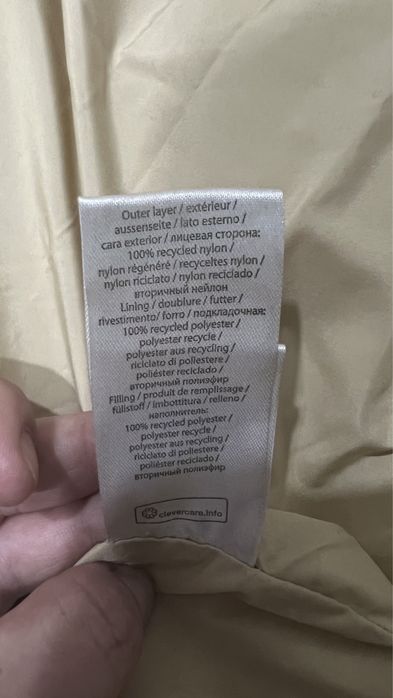 Outer layer / extérieur /
aussenseite / lato esterno /
cara exterior / лицевая сторона:
100% recycled nylon /
nylon régénéré / recyceltes nylon /
nylon riciclato / nylon reciclado /
вторичный нейлон
Lining / doublure / futter /
rivestimento/ forro / подкладочная:
100% recycled polyester /
polyester recycle /
polyester aus recycling /
riciclato di poliestere /
poliéster reciclado /
вторичный полиэфир
Filling / produit de remplissage /
füllstoff / imbottitura / relleno /
наполнитель:
100% recycled polyester /
polyester recycle /
polyester aus recycling /
riciclato di poliestere /
poliéster reciclado /
вторичный полиэфир
clevercare.info